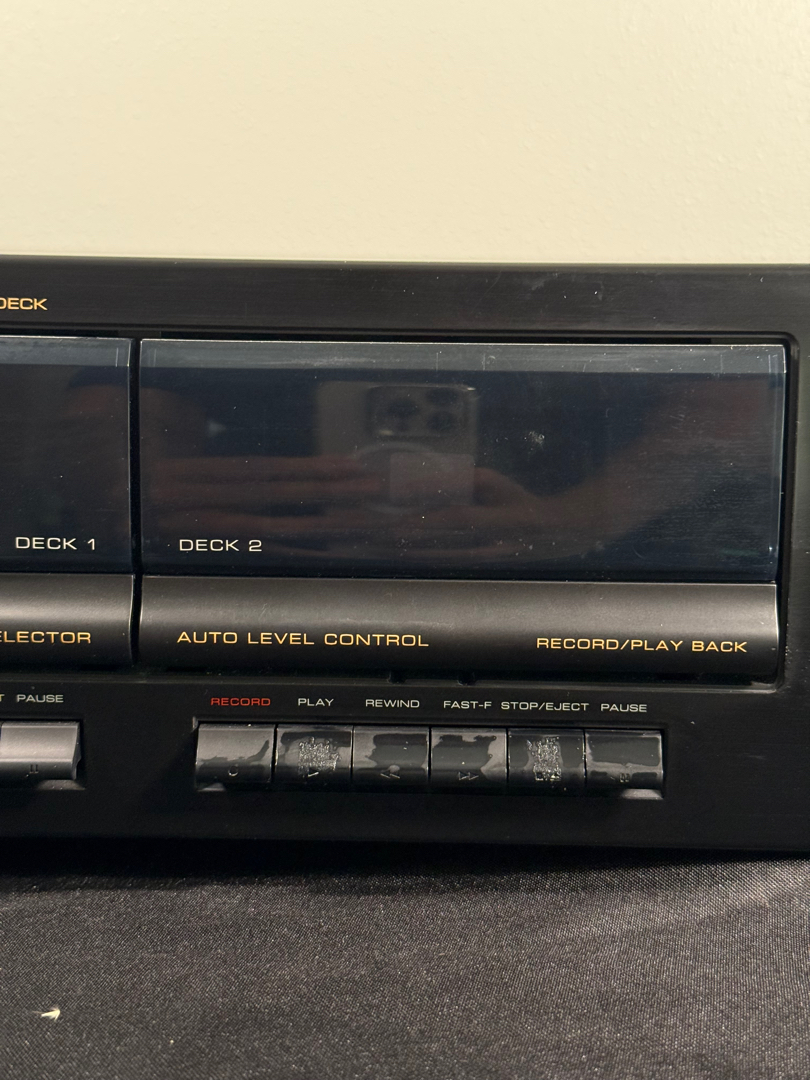 DECK
DECK 1
DECK 2
AUTO LEVEL CONTROL
RECORD/PLAY BACK
PAUSE
RECORD PLAY REWIND FAST-F STOP/EJECT PAUSE